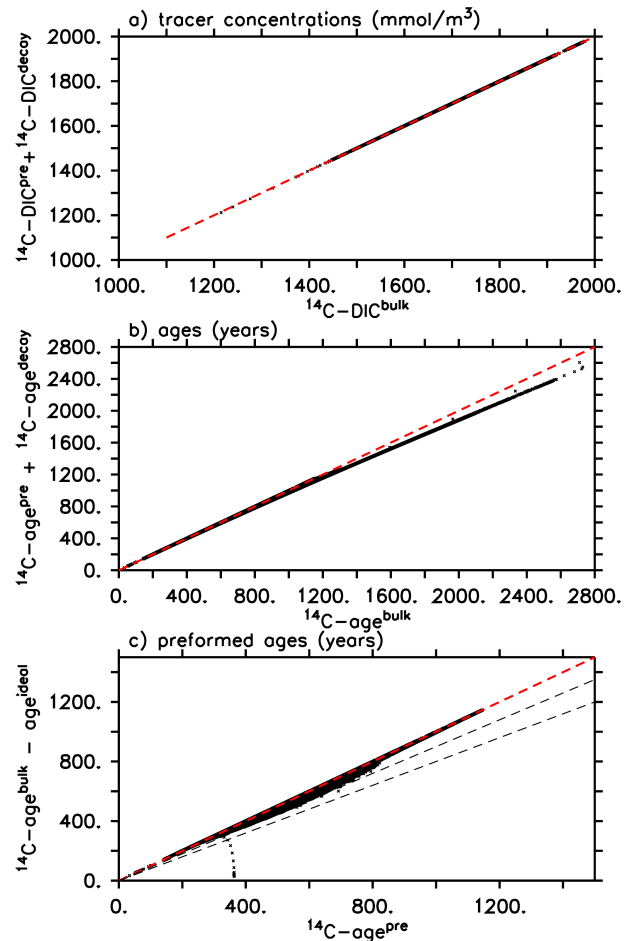 a) tracer concentrations (mmol/m³)
¹⁴C−DICᵖʳᵉ+¹⁴C−DICᵈᵉᶜᵃʸ
2000.
1800.
1600.
1400.
1200.
1000.
1000. 1200. 1400. 1600. 1800. 2000.
¹⁴C−DICᵇᵘˡᵏ
b) ages (years)
¹⁴C−ageᵖʳᵉ + ¹⁴C−ageᵈᵉᶜᵃʸ
2800.
2400.
2000.
1600.
1200.
800.
400.
0.
0. 400. 800. 1200. 1600. 2000. 2400. 2800.
¹⁴C−ageᵇᵘˡᵏ
c) preformed ages (years)
¹⁴C−ageᵇᵘˡᵏ − ageⁱᵈᵉᵃˡ
1200.
800.
400.
0.
0. 400. 800. 1200.
¹⁴C−ageᵖʳᵉ